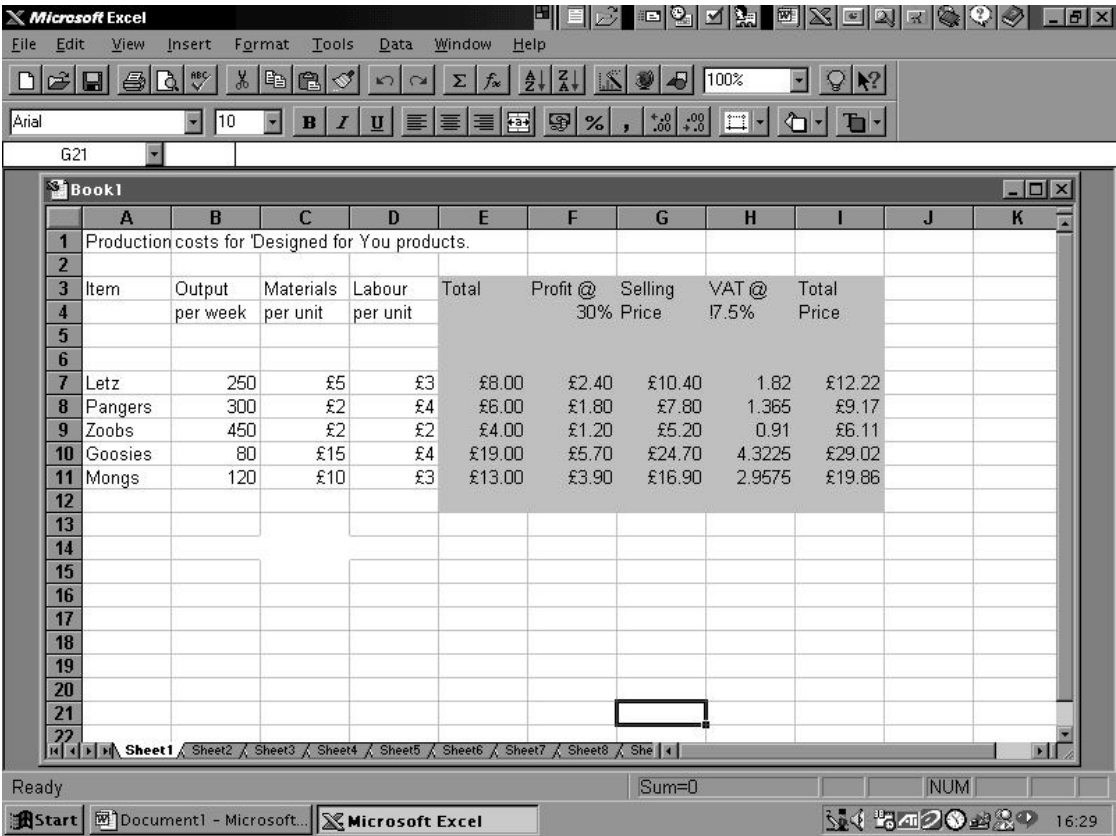 Microsoft Excel
File Edit View Insert Format Tools Data Window Help
ABC Σ fx A Z Z A 100% ?
Arial 10 B I U a $ % , .0 .00 .00 .0
G21
Book1
A B C D E F G H I J K
1 Production costs for 'Designed for You products.
2
3 Item Output Materials Labour Total Profit @ Selling VAT @ Total
4 per week per unit per unit 30% Price !7.5% Price
5
6
7 Letz 250 £5 £3 £8.00 £2.40 £10.40 1.82 £12.22
8 Pangers 300 £2 £4 £6.00 £1.80 £7.80 1.365 £9.17
9 Zoobs 450 £2 £2 £4.00 £1.20 £5.20 0.91 £6.11
10 Goosies 80 £15 £4 £19.00 £5.70 £24.70 4.3225 £29.02
11 Mongs 120 £10 £3 £13.00 £3.90 £16.90 2.9575 £19.86
12
13
14
15
16
17
18
19
20
21
22
Sheet1 Sheet2 Sheet3 Sheet4 Sheet5 Sheet6 Sheet7 Sheet8 She
Ready Sum=0 NUM
Start Document1 - Microsoft... Microsoft Excel ATI 16:29